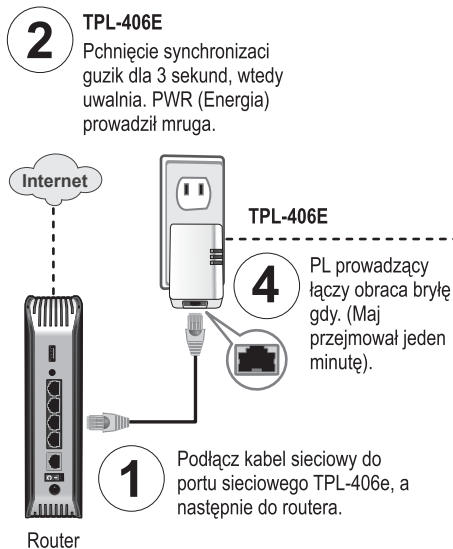 2
TPL-406E
Pchnięcie synchronizaci
guzik dla 3 sekund, wtedy
uwalnia. PWR (Energia)
prowadził mruga.
Internet
TPL-406E
4
PL prowadzący
łączy obraca bryłę
gdy. (Maj
przejmował jeden
minutę).
1
Podłącz kabel sieciowy do
portu sieciowego TPL-406e, a
następnie do routera.
Router